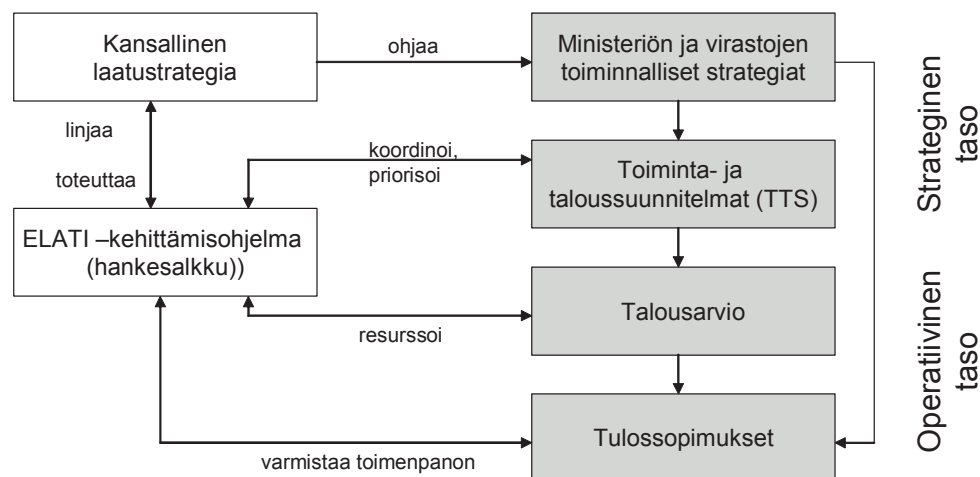 Kansallinen
laatustrategia
ohjaa
Ministeriön ja virastojen
toiminnalliset strategiat
linjaa
toteuttaa
koordinoi,
priorisoi
Toiminta- ja
taloussuunnitelmat (TTS)
ELATI –kehittämisohjelma
(hankesalkku))
resurssoi
Talousarvio
varmistaa toimenpanon
Tulossopimukset
Strateginen
taso
Operatiivinen
taso